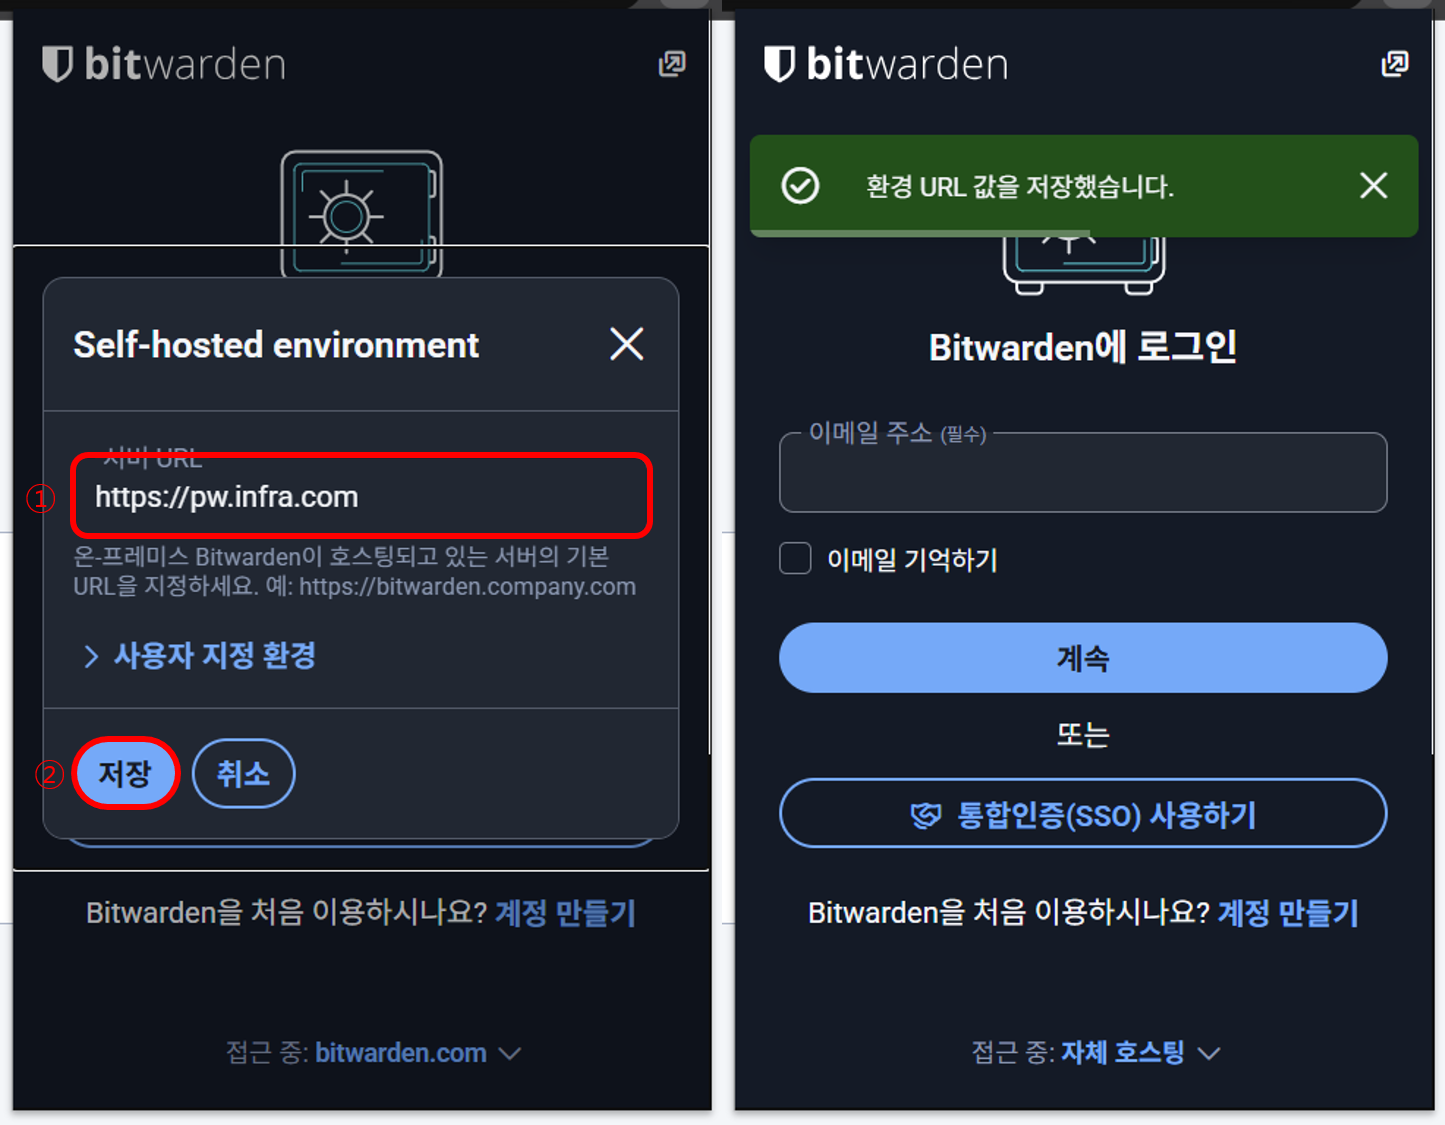 bitwarden
Self-hosted environment
서버 URL
① https://pw.infra.com
온-프레미스 Bitwarden이 호스팅되고 있는 서버의 기본
URL을 지정하세요. 예: https://bitwarden.company.com
사용자 지정 환경
② 저장 취소
Bitwarden을 처음 이용하시나요? 계정 만들기
접근 중: bitwarden.com
bitwarden
환경 URL 값을 저장했습니다.
Bitwarden에 로그인
이메일 주소 (필수)
이메일 기억하기
계속
또는
통합인증(SSO) 사용하기
Bitwarden을 처음 이용하시나요? 계정 만들기
접근 중: 자체 호스팅